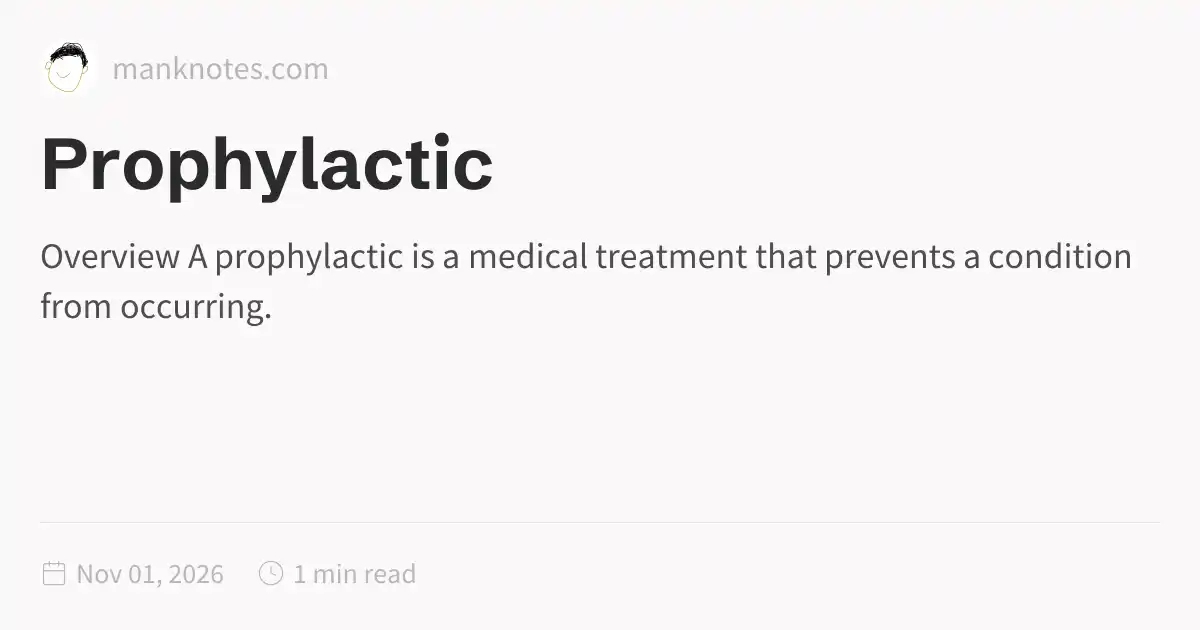 manknotes.com
Prophylactic
Overview A prophylactic is a medical treatment that prevents a condition
from occurring.
Nov 01, 2026 1 min read